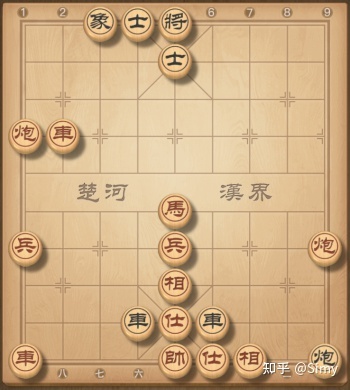 1 2 6 7 8 9
象 士 將
士
炮 車
楚河 漢界
馬
兵 兵 炮
相
車 仕 車
車 帥 仕 相 炮
八 七 六
知乎 @Simy